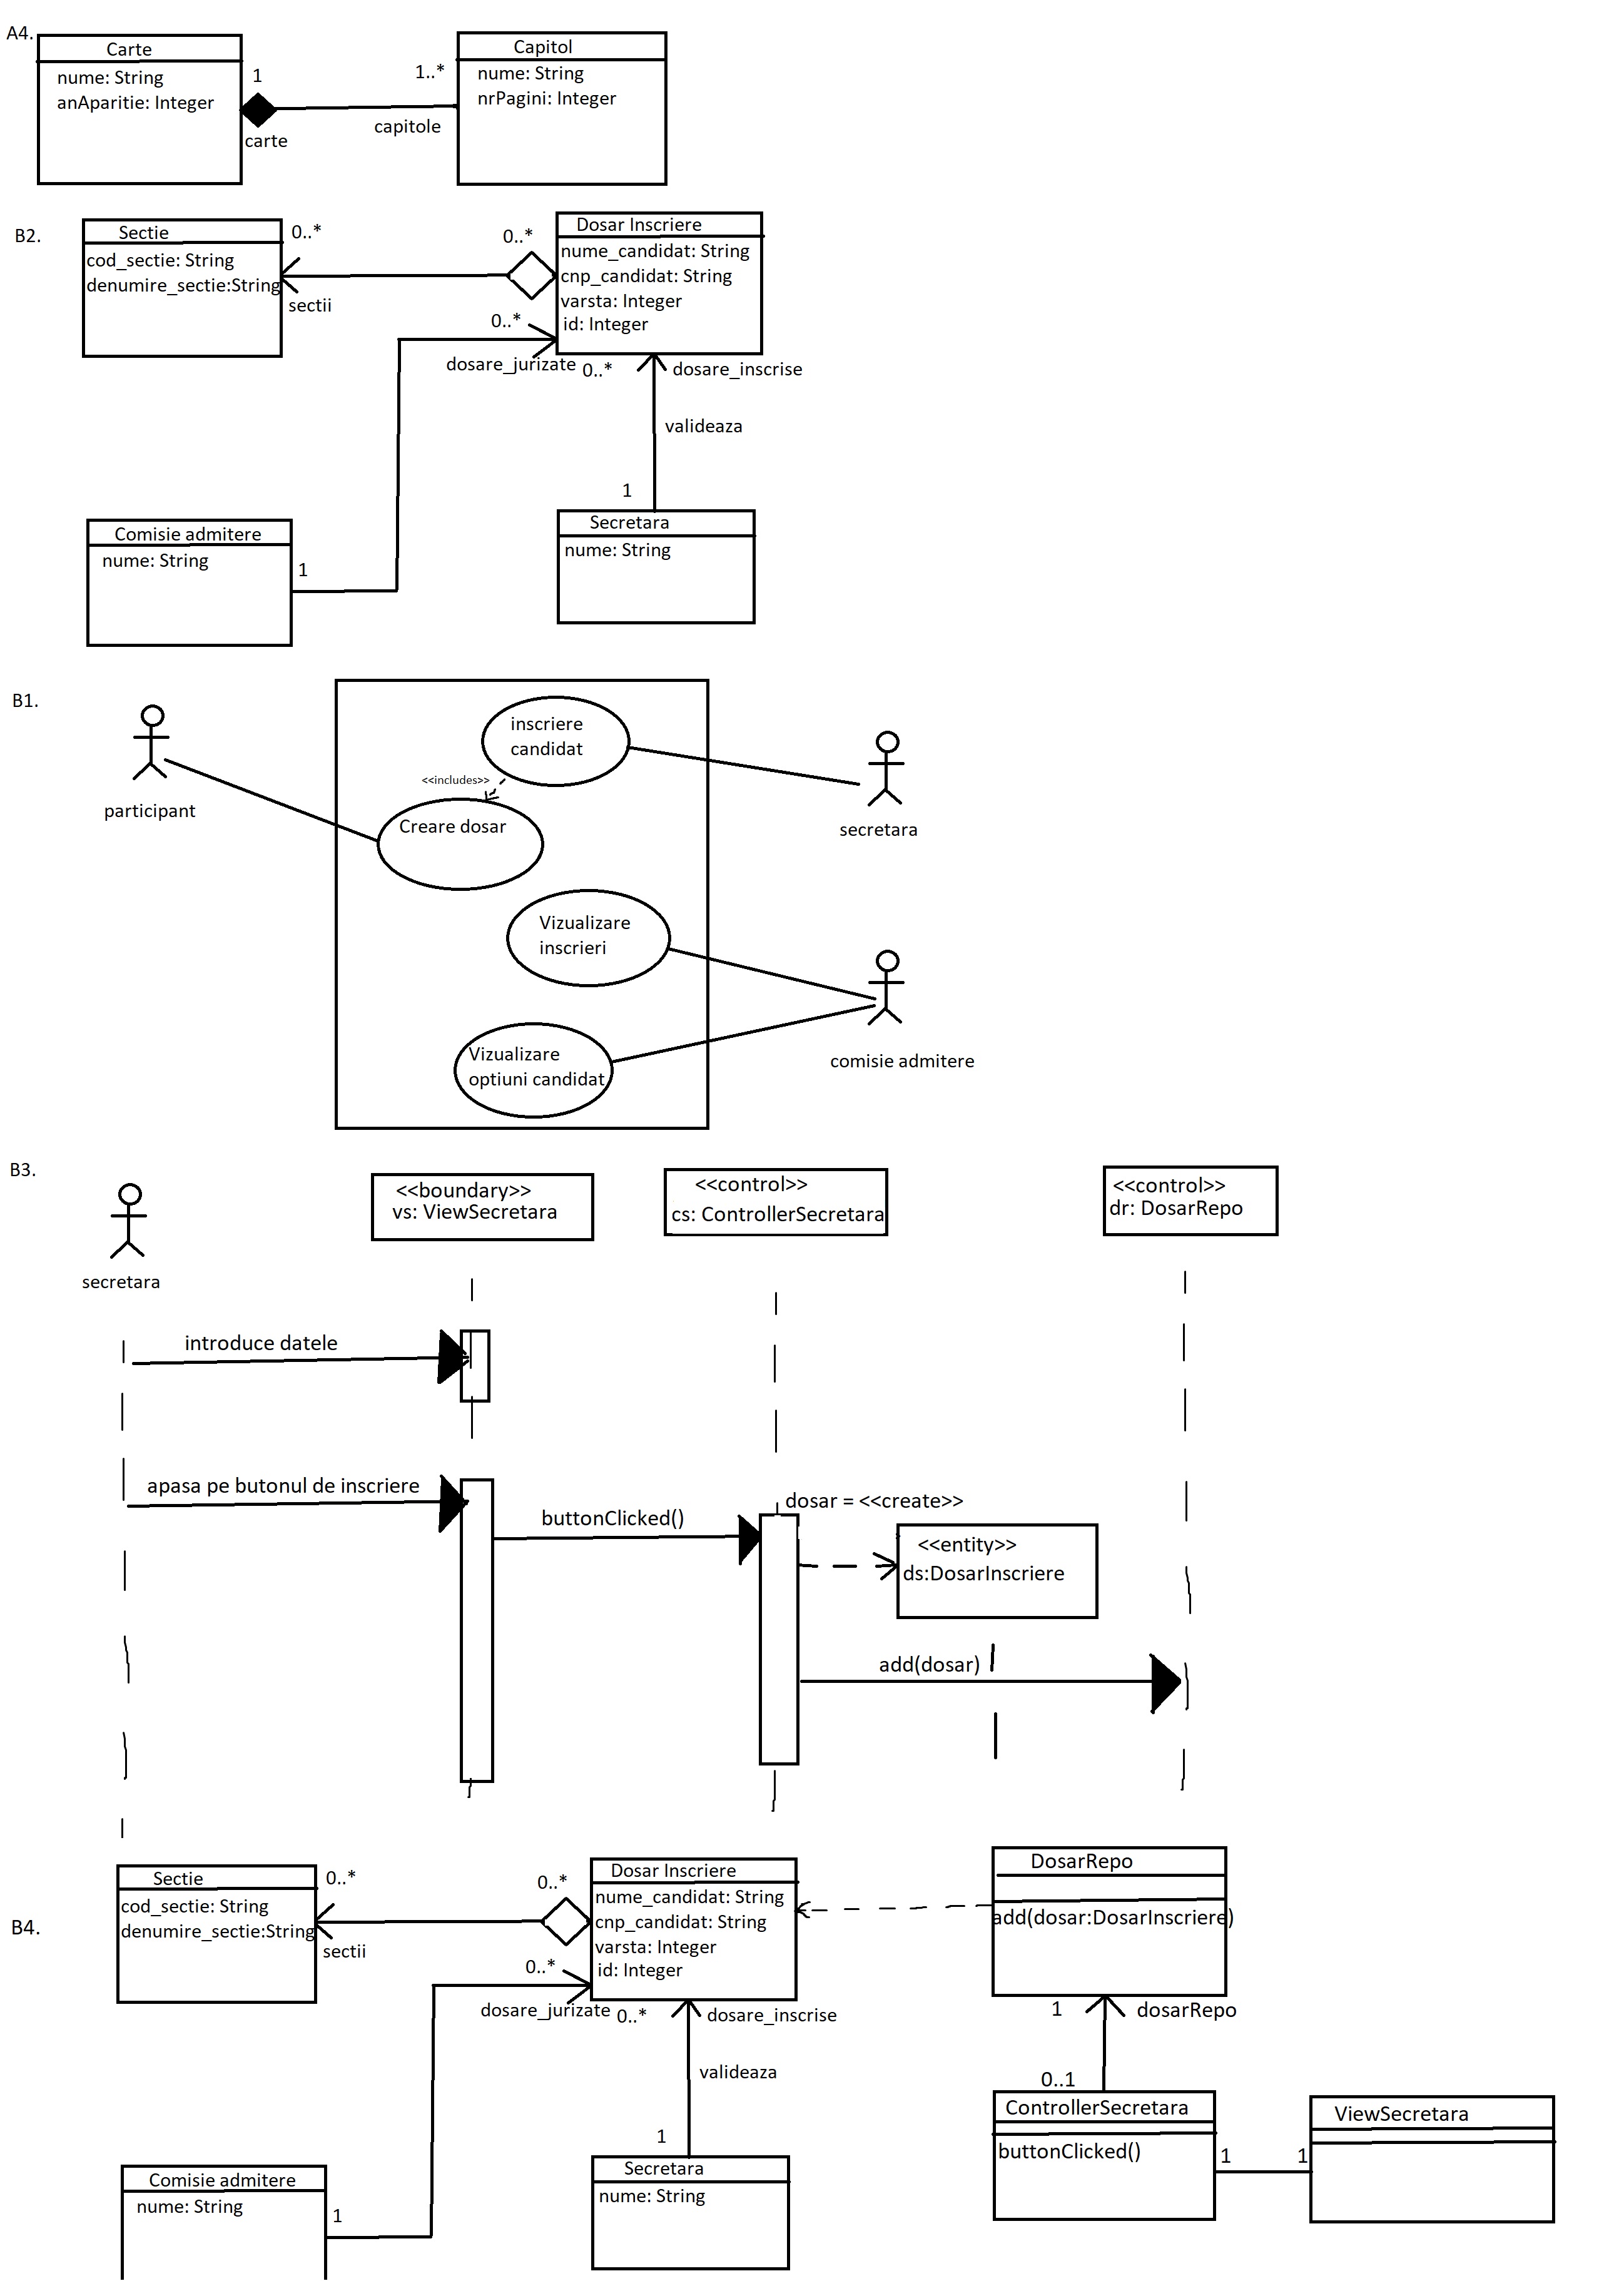 A4.
Carte
nume: String
anAparitie: Integer
1
carte
1..*
capitole
Capitol
nume: String
nrPagini: Integer
B2.
Sectie
cod_sectie: String
denumire_sectie:String
0..*
sectii
0..*
Dosar Inscriere
nume_candidat: String
cnp_candidat: String
varsta: Integer
id: Integer
0..*
dosare_jurizate
0..*
dosare_inscrise
valideaza
1
Comisie admitere
nume: String
1
Secretara
nume: String
B1.
participant
inscriere
candidat
<<includes>>
Creare dosar
Vizualizare
inscrieri
Vizualizare
optiuni candidat
secretara
comisie admitere
B3.
secretara
<<boundary>>
vs: ViewSecretara
<<control>>
cs: ControllerSecretara
<<control>>
dr: DosarRepo
introduce datele
apasa pe butonul de inscriere
buttonClicked()
dosar = <<create>>
<<entity>>
ds:DosarInscriere
add(dosar)
B4.
Sectie
cod_sectie: String
denumire_sectie:String
0..*
sectii
0..*
Dosar Inscriere
nume_candidat: String
cnp_candidat: String
varsta: Integer
id: Integer
0..*
dosare_jurizate
0..*
dosare_inscrise
valideaza
1
Comisie admitere
nume: String
1
Secretara
nume: String
DosarRepo
add(dosar:DosarInscriere)
1
dosarRepo
0..1
ControllerSecretara
buttonClicked()
1
1
ViewSecretara